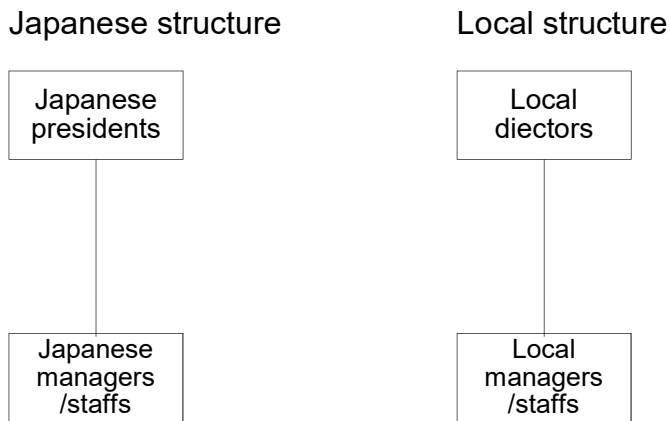 Japanese structure
Local structure
Japanese
presidents
Local
diectors
Japanese
managers
/staffs
Local
managers
/staffs